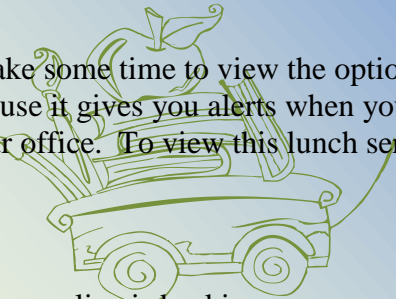 ake some time to view the optio
use it gives you alerts when you
r office.  To view this lunch ser